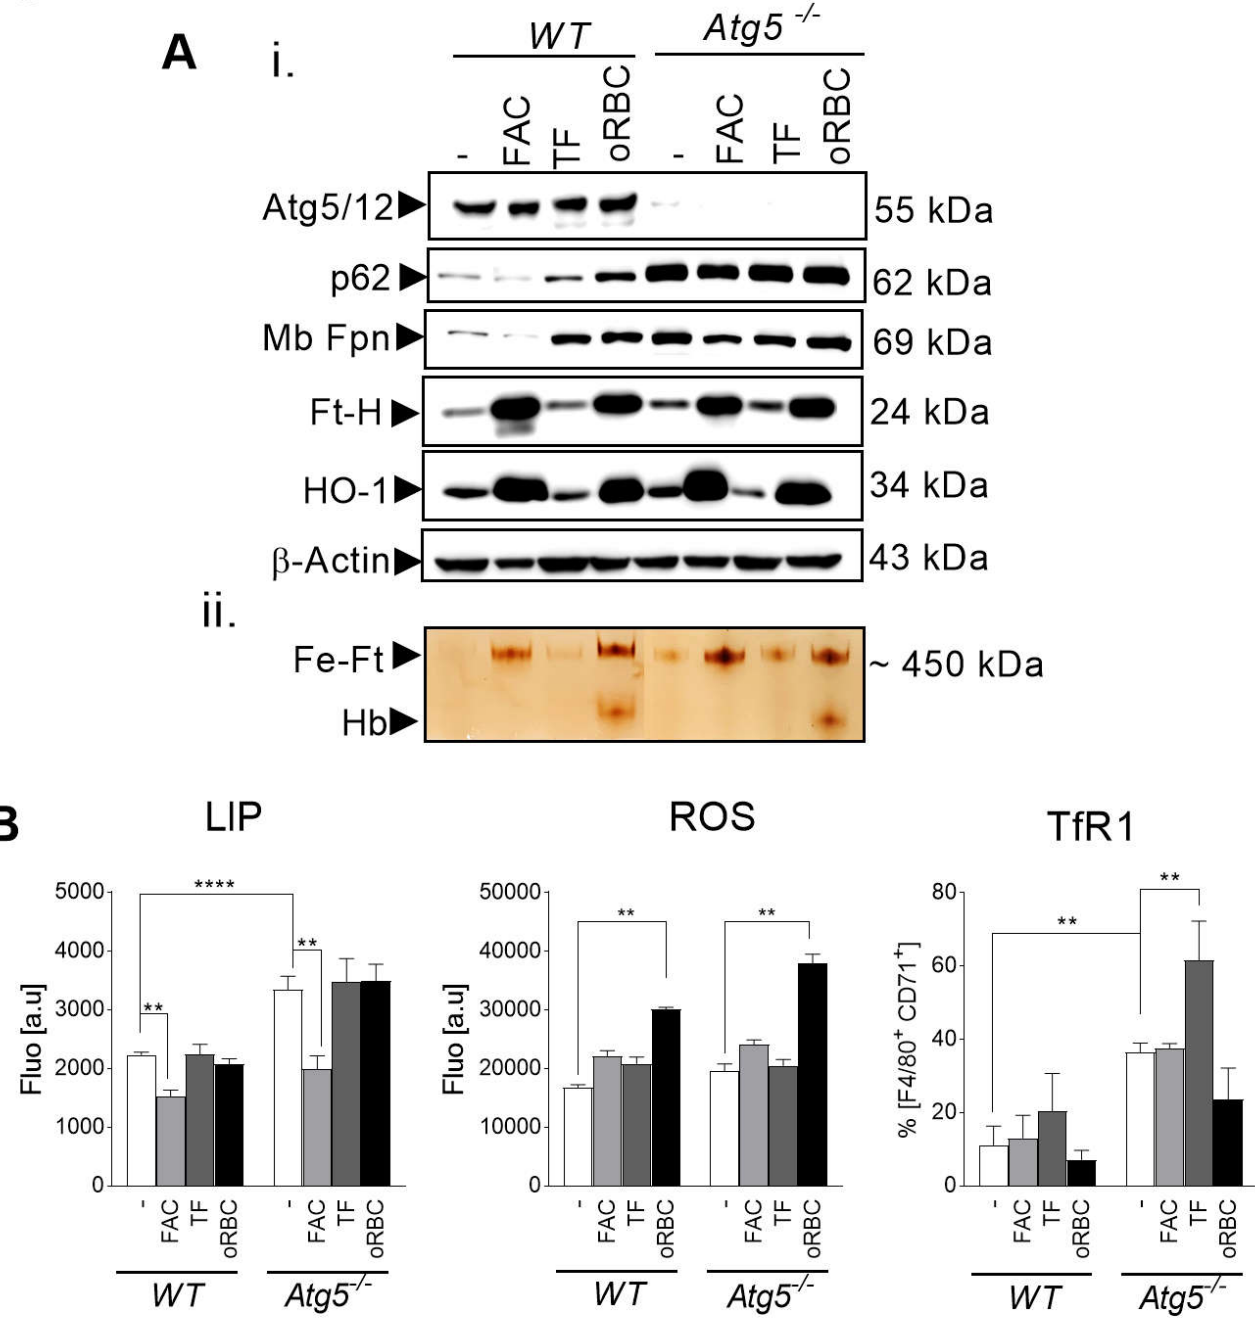 A
i.
WT
Atg5 -/-
- FAC TF oRBC - FAC TF oRBC
Atg5/12 55 kDa
p62 62 kDa
Mb Fpn 69 kDa
Ft-H 24 kDa
HO-1 34 kDa
β-Actin 43 kDa
ii.
Fe-Ft ~ 450 kDa
Hb
B
LIP
Fluo [a.u]
5000
4000
3000
2000
1000
0
****
**
**
- FAC TF oRBC - FAC TF oRBC
WT Atg5-/-
ROS
Fluo [a.u]
50000
40000
30000
20000
10000
0
**
**
- FAC TF oRBC - FAC TF oRBC
WT Atg5-/-
TfR1
% [F4/80+ CD71+]
80
60
40
20
0
**
**
- FAC TF oRBC - FAC TF oRBC
WT Atg5-/-